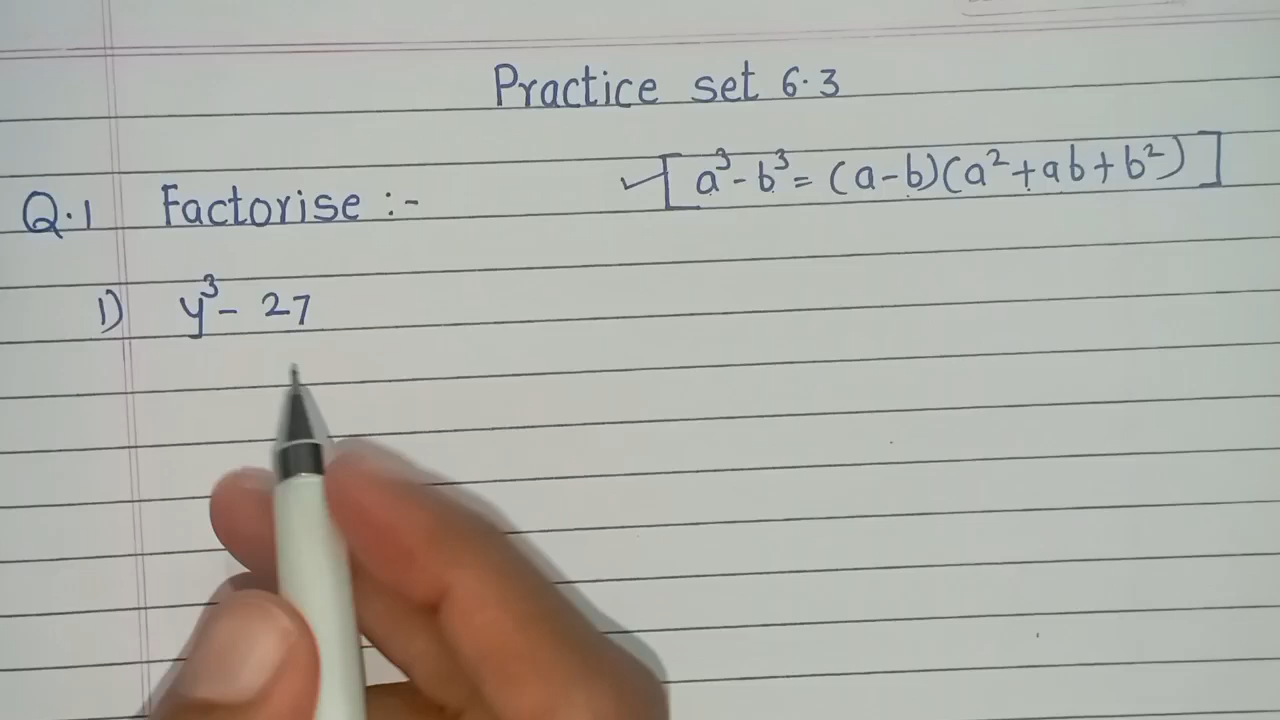 Practice set 6.3
[a³ - b³ = (a-b)(a² + ab + b²)]
Q.1 Factorise :-
1) y³ - 27